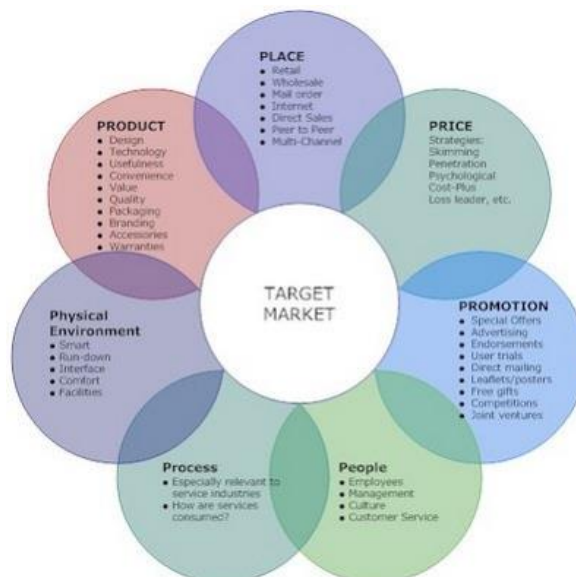 PLACE
• Retail
• Wholesale
• Mail order
• Internet
• Direct Sales
• Peer to Peer
• Multi-Channel
PRODUCT
• Design
• Technology
• Usefulness
• Convenience
• Value
• Quality
• Packaging
• Branding
• Accessories
• Warranties
PRICE
Strategies:
Skimming
Penetration
Psychological
Cost-Plus
Loss leader, etc.
TARGET
MARKET
Physical
Environment
• Smart
• Run-down
• Interface
• Comfort
• Facilities
PROMOTION
• Special Offers
• Advertising
• Endorsements
• User trials
• Direct mailing
• Leaflets/posters
• Free gifts
• Competitions
• Joint ventures
Process
• Especially relevant to
service industries
• How are services
consumed?
People
• Employees
• Management
• Culture
• Customer Service